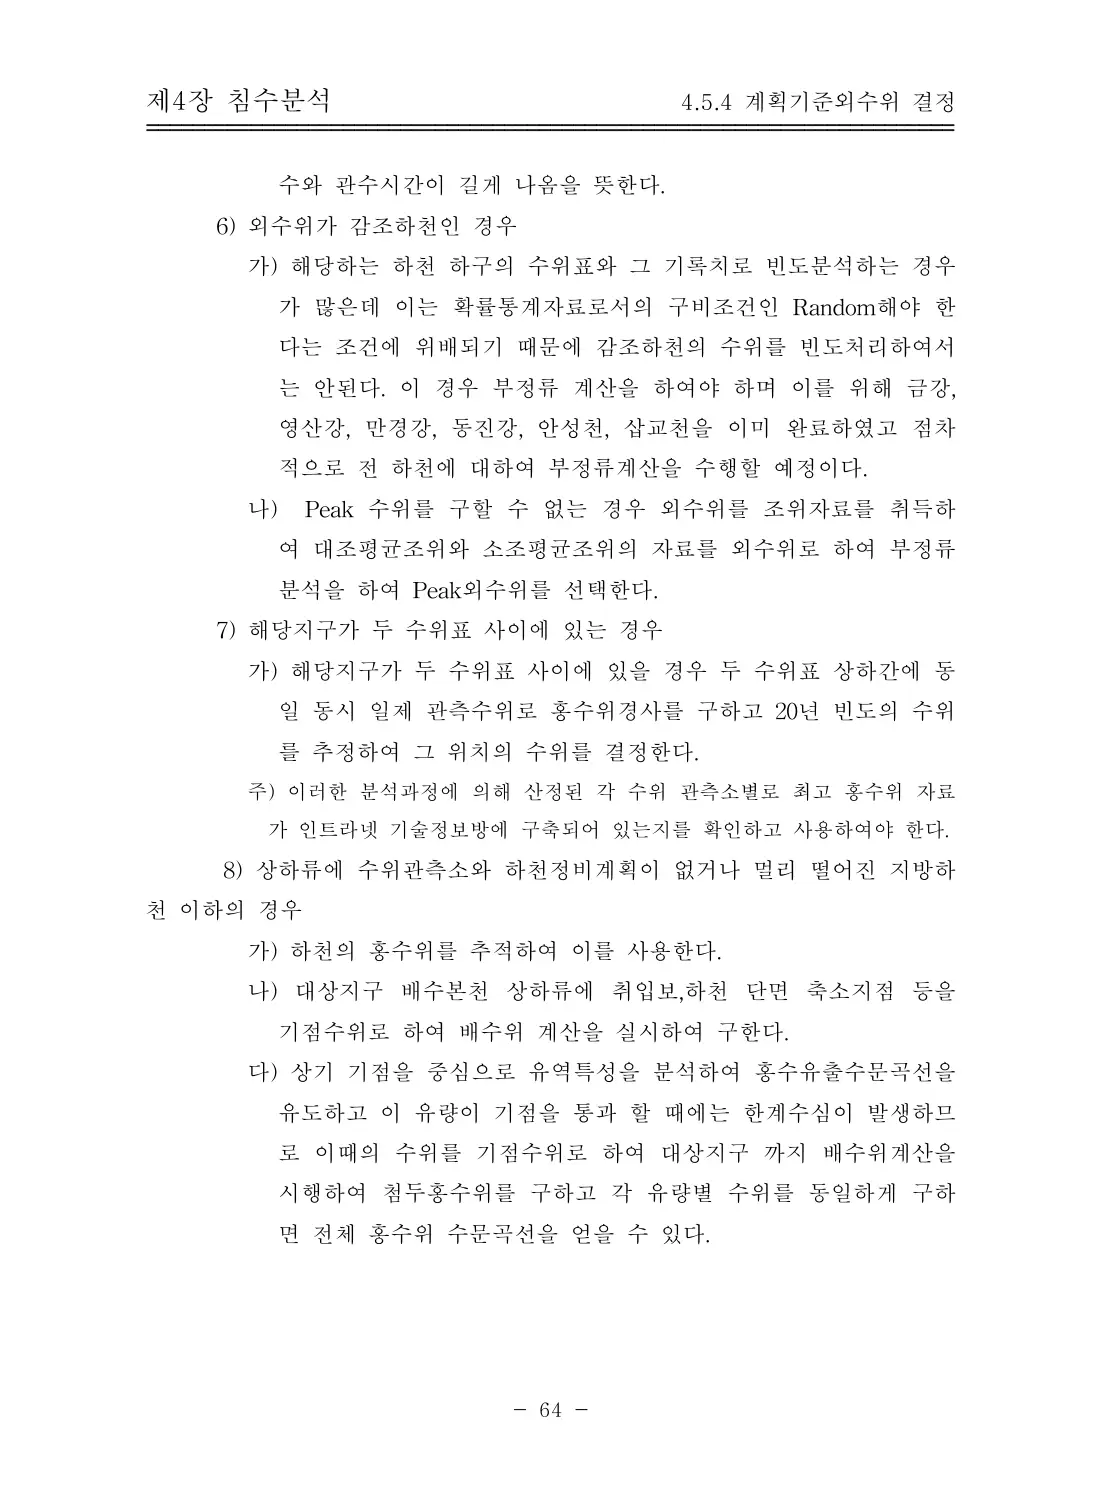 제4장 침수분석
4.5.4 계획기준외수위 결정
수와 관수시간이 길게 나옴을 뜻한다.
6) 외수위가 감조하천인 경우
가) 해당하는 하천 하구의 수위표와 그 기록치로 빈도분석하는 경우
가 많은데 이는 확률통계자료로서의 구비조건인 Random해야 한
다는 조건에 위배되기 때문에 감조하천의 수위를 빈도처리하여서
는 안된다. 이 경우 부정류 계산을 하여야 하며 이를 위해 금강,
영산강, 만경강, 동진강, 안성천, 삽교천을 이미 완료하였고 점차
적으로 전 하천에 대하여 부정류계산을 수행할 예정이다.
나) Peak 수위를 구할 수 없는 경우 외수위를 조위자료를 취득하
여 대조평균조위와 소조평균조위의 자료를 외수위로 하여 부정류
분석을 하여 Peak외수위를 선택한다.
7) 해당지구가 두 수위표 사이에 있는 경우
가) 해당지구가 두 수위표 사이에 있을 경우 두 수위표 상하간에 동
일 동시 일제 관측수위로 홍수위경사를 구하고 20년 빈도의 수위
를 추정하여 그 위치의 수위를 결정한다.
주) 이러한 분석과정에 의해 산정된 각 수위 관측소별로 최고 홍수위 자료
가 인트라넷 기술정보방에 구축되어 있는지를 확인하고 사용하여야 한다.
8) 상하류에 수위관측소와 하천정비계획이 없거나 멀리 떨어진 지방하
천 이하의 경우
가) 하천의 홍수위를 추적하여 이를 사용한다.
나) 대상지구 배수본천 상하류에 취입보,하천 단면 축소지점 등을
기점수위로 하여 배수위 계산을 실시하여 구한다.
다) 상기 기점을 중심으로 유역특성을 분석하여 홍수유출수문곡선을
유도하고 이 유량이 기점을 통과 할 때에는 한계수심이 발생하므
로 이때의 수위를 기점수위로 하여 대상지구 까지 배수위계산을
시행하여 첨두홍수위를 구하고 각 유량별 수위를 동일하게 구하
면 전체 홍수위 수문곡선을 얻을 수 있다.
- 64 -